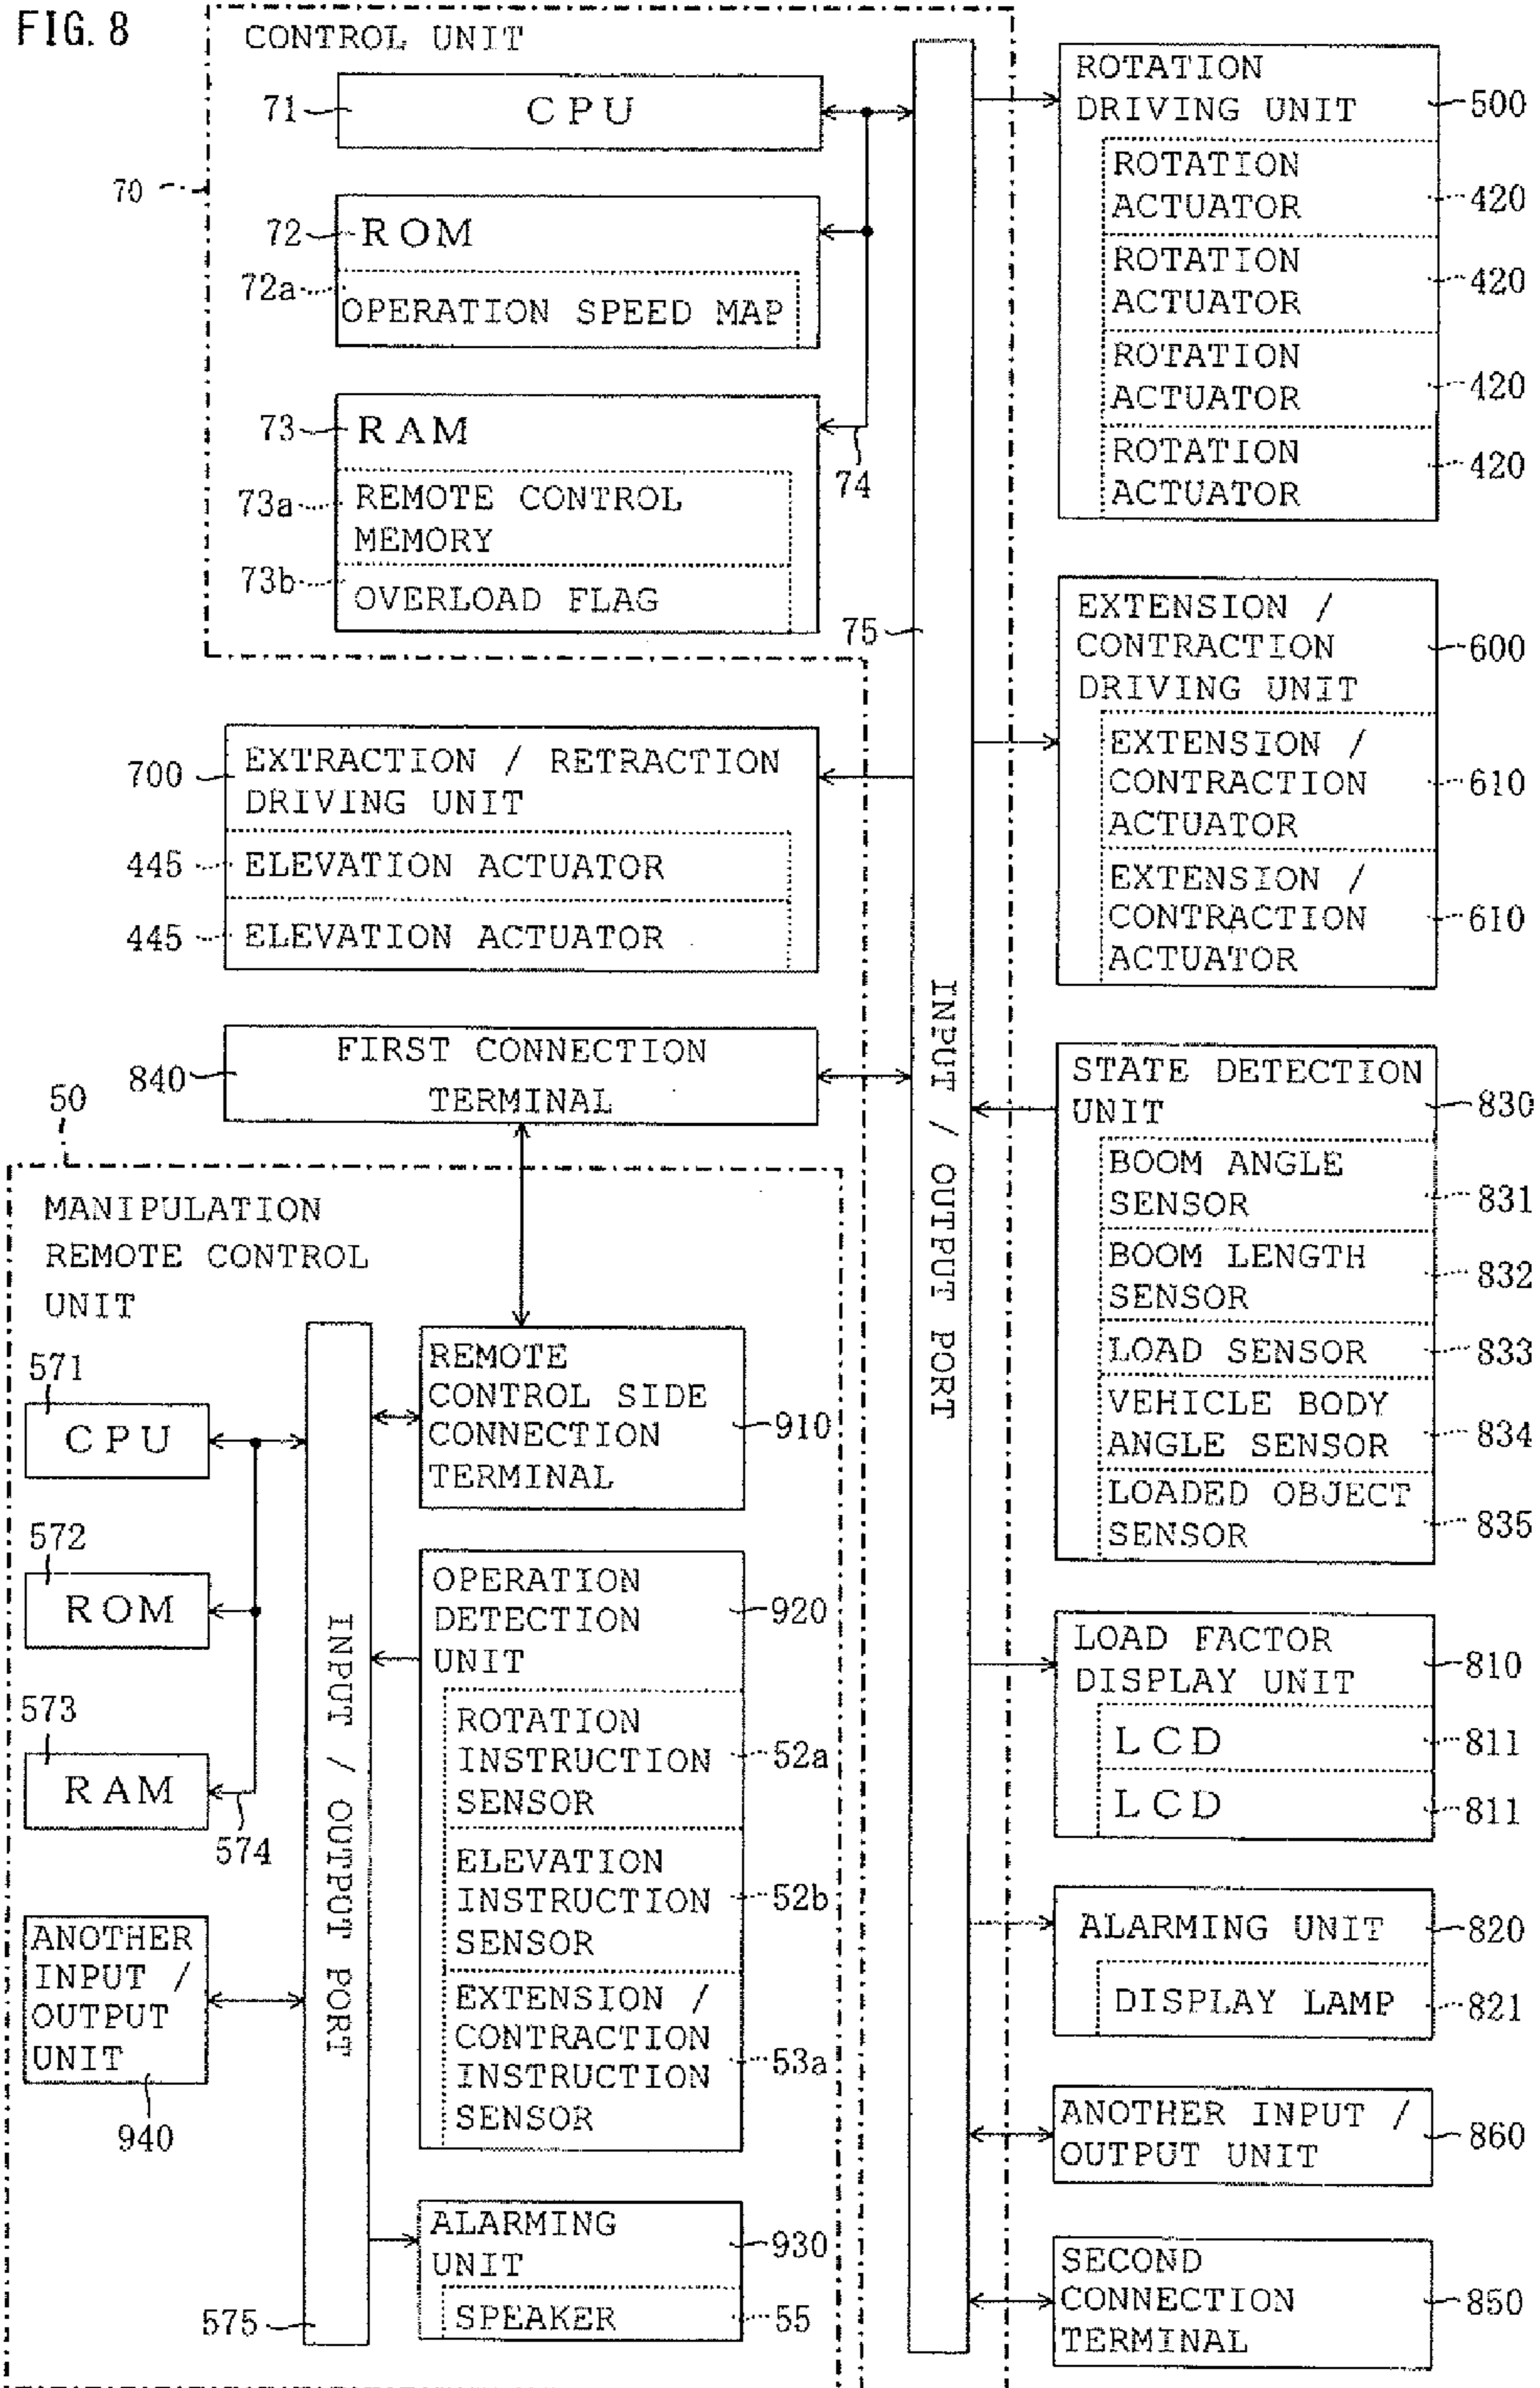 FIG. 8
CONTROL UNIT
71
CPU
70
72
ROM
72a
OPERATION SPEED MAP
73
RAM
73a
REMOTE CONTROL
MEMORY
73b
OVERLOAD FLAG
74
75
INPUT / OUTPUT PORT
700
EXTRACTION / RETRACTION
DRIVING UNIT
445
ELEVATION ACTUATOR
445
ELEVATION ACTUATOR
840
FIRST CONNECTION
TERMINAL
50
MANIPULATION
REMOTE CONTROL
UNIT
571
CPU
572
ROM
573
RAM
574
ANOTHER
INPUT /
OUTPUT
UNIT
940
INPUT / OUTPUT PORT
575
REMOTE
CONTROL SIDE
CONNECTION
TERMINAL
910
OPERATION
DETECTION
UNIT
920
ROTATION
INSTRUCTION
SENSOR
52a
ELEVATION
INSTRUCTION
SENSOR
52b
EXTENSION /
CONTRACTION
INSTRUCTION
SENSOR
53a
ALARMING
UNIT
930
SPEAKER
55
ROTATION
DRIVING UNIT
500
ROTATION
ACTUATOR
420
ROTATION
ACTUATOR
420
ROTATION
ACTUATOR
420
ROTATION
ACTUATOR
420
EXTENSION /
CONTRACTION
DRIVING UNIT
600
EXTENSION /
CONTRACTION
ACTUATOR
610
EXTENSION /
CONTRACTION
ACTUATOR
610
STATE DETECTION
UNIT
830
BOOM ANGLE
SENSOR
831
BOOM LENGTH
SENSOR
832
LOAD SENSOR
833
VEHICLE BODY
ANGLE SENSOR
834
LOADED OBJECT
SENSOR
835
LOAD FACTOR
DISPLAY UNIT
810
LCD
811
LCD
811
ALARMING UNIT
820
DISPLAY LAMP
821
ANOTHER INPUT /
OUTPUT UNIT
860
SECOND
CONNECTION
TERMINAL
850